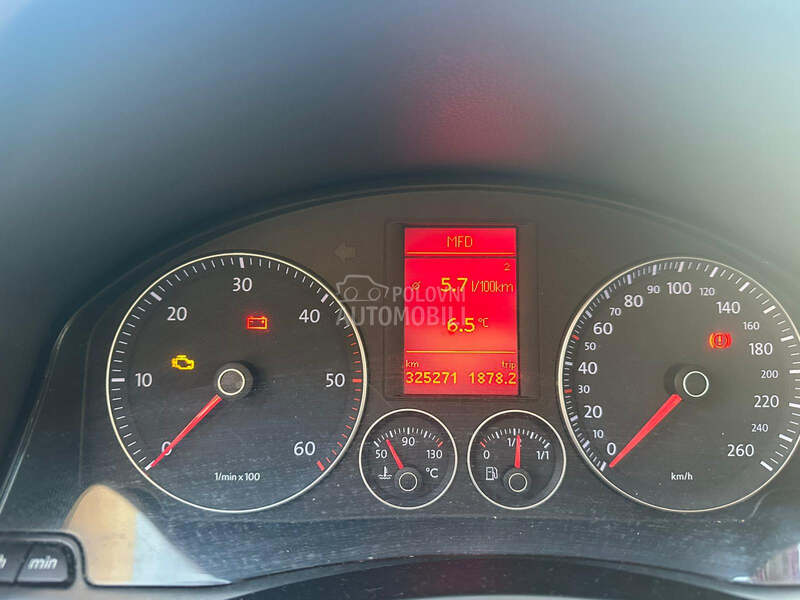 MFD
2
ø 5.7 l/100km
6.5 °C
km trip
325271 1878.2
POLOVNI
AUTOMOBILI
0 10 20 30 40 50 60
1/min x 100
50 90 130
°C
0 1/2 1/1
0 20 30 40 50 60 80 90 100 120 130 140 160 180 200 220 240 260
km/h
h min